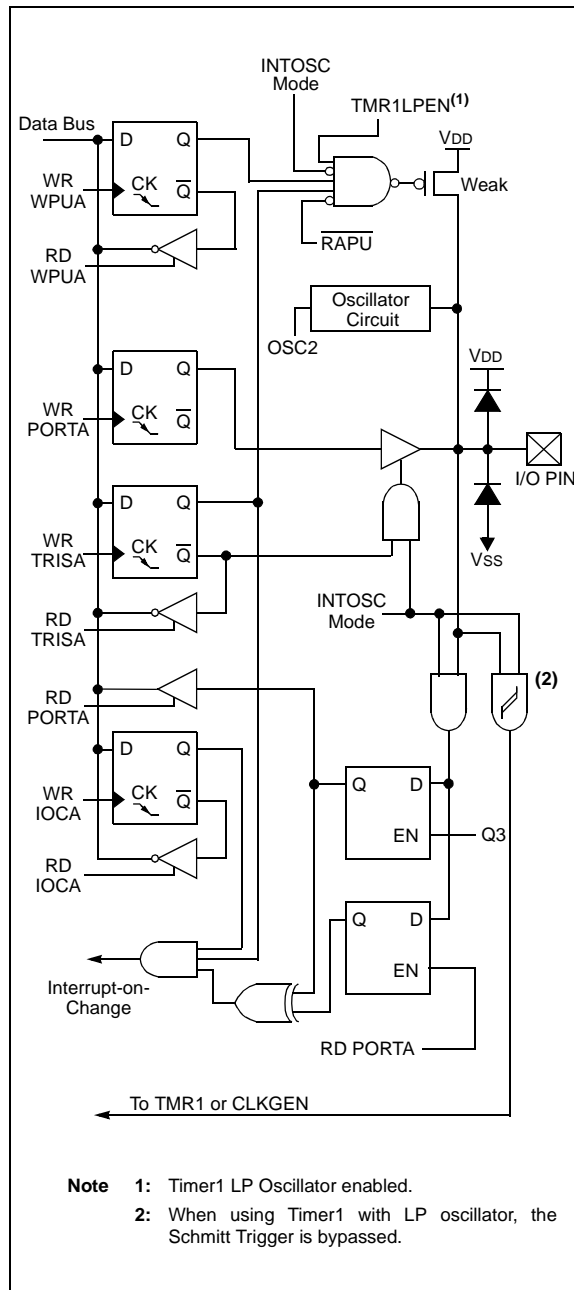 INTOSC
Mode
TMR1LPEN(1)
Data Bus
VDD
D Q
WR
WPUA
CK Q̅
Weak
RD
WPUA
R̅A̅P̅U̅
Oscillator
Circuit
OSC2
VDD
D Q
WR
PORTA
CK Q̅
I/O PIN
D Q
WR
TRISA
CK Q̅
VSS
INTOSC
Mode
RD
TRISA
(2)
RD
PORTA
D Q
WR
IOCA
CK Q̅
Q D
EN Q3
RD
IOCA
Q D
EN
Interrupt-on-
Change
RD PORTA
To TMR1 or CLKGEN
Note 1: Timer1 LP Oscillator enabled.
2: When using Timer1 with LP oscillator, the
Schmitt Trigger is bypassed.